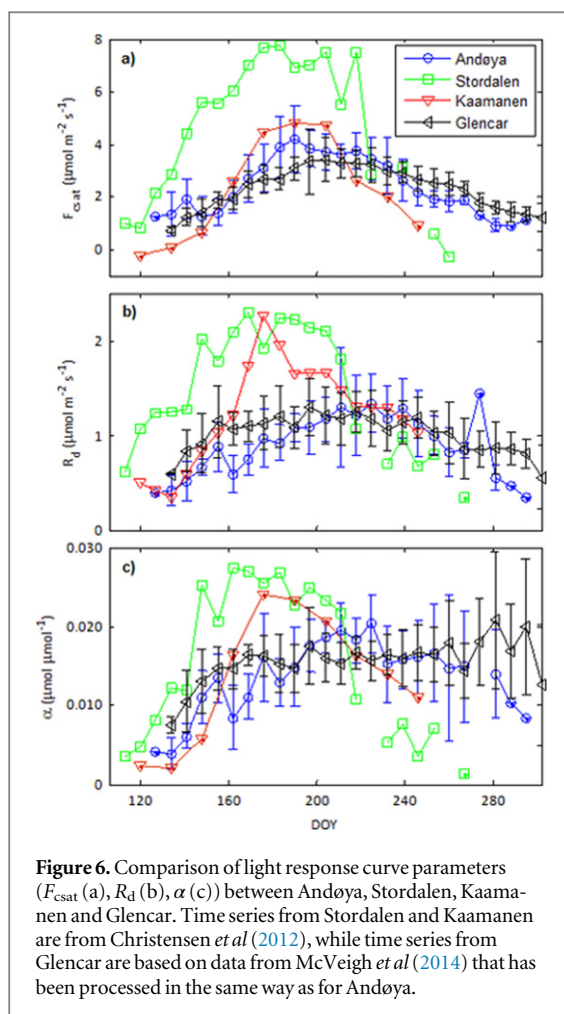 8
a)
Andøya
Stordalen
Kaamanen
Glencar
6
4
2
0
F_csat (µmol m⁻² s⁻¹)
b)
2
1
0
R_d (µmol m⁻² s⁻¹)
0.030
c)
0.020
0.010
0
α (µmol µmol⁻¹)
120 160 200 240 280
DOY
Figure 6. Comparison of light response curve parameters
(F_csat (a), R_d (b), α (c)) between Andøya, Stordalen, Kaama-
nen and Glencar. Time series from Stordalen and Kaamanen
are from Christensen et al (2012), while time series from
Glencar are based on data from McVeigh et al (2014) that has
been processed in the same way as for Andøya.